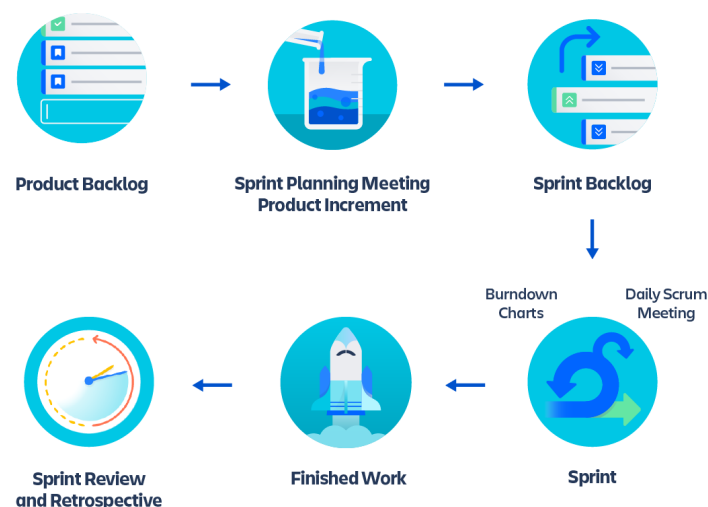 Product Backlog
Sprint Planning Meeting
Product Increment
Sprint Backlog
Burndown
Charts
Daily Scrum
Meeting
Sprint Review
and Retrospective
Finished Work
Sprint